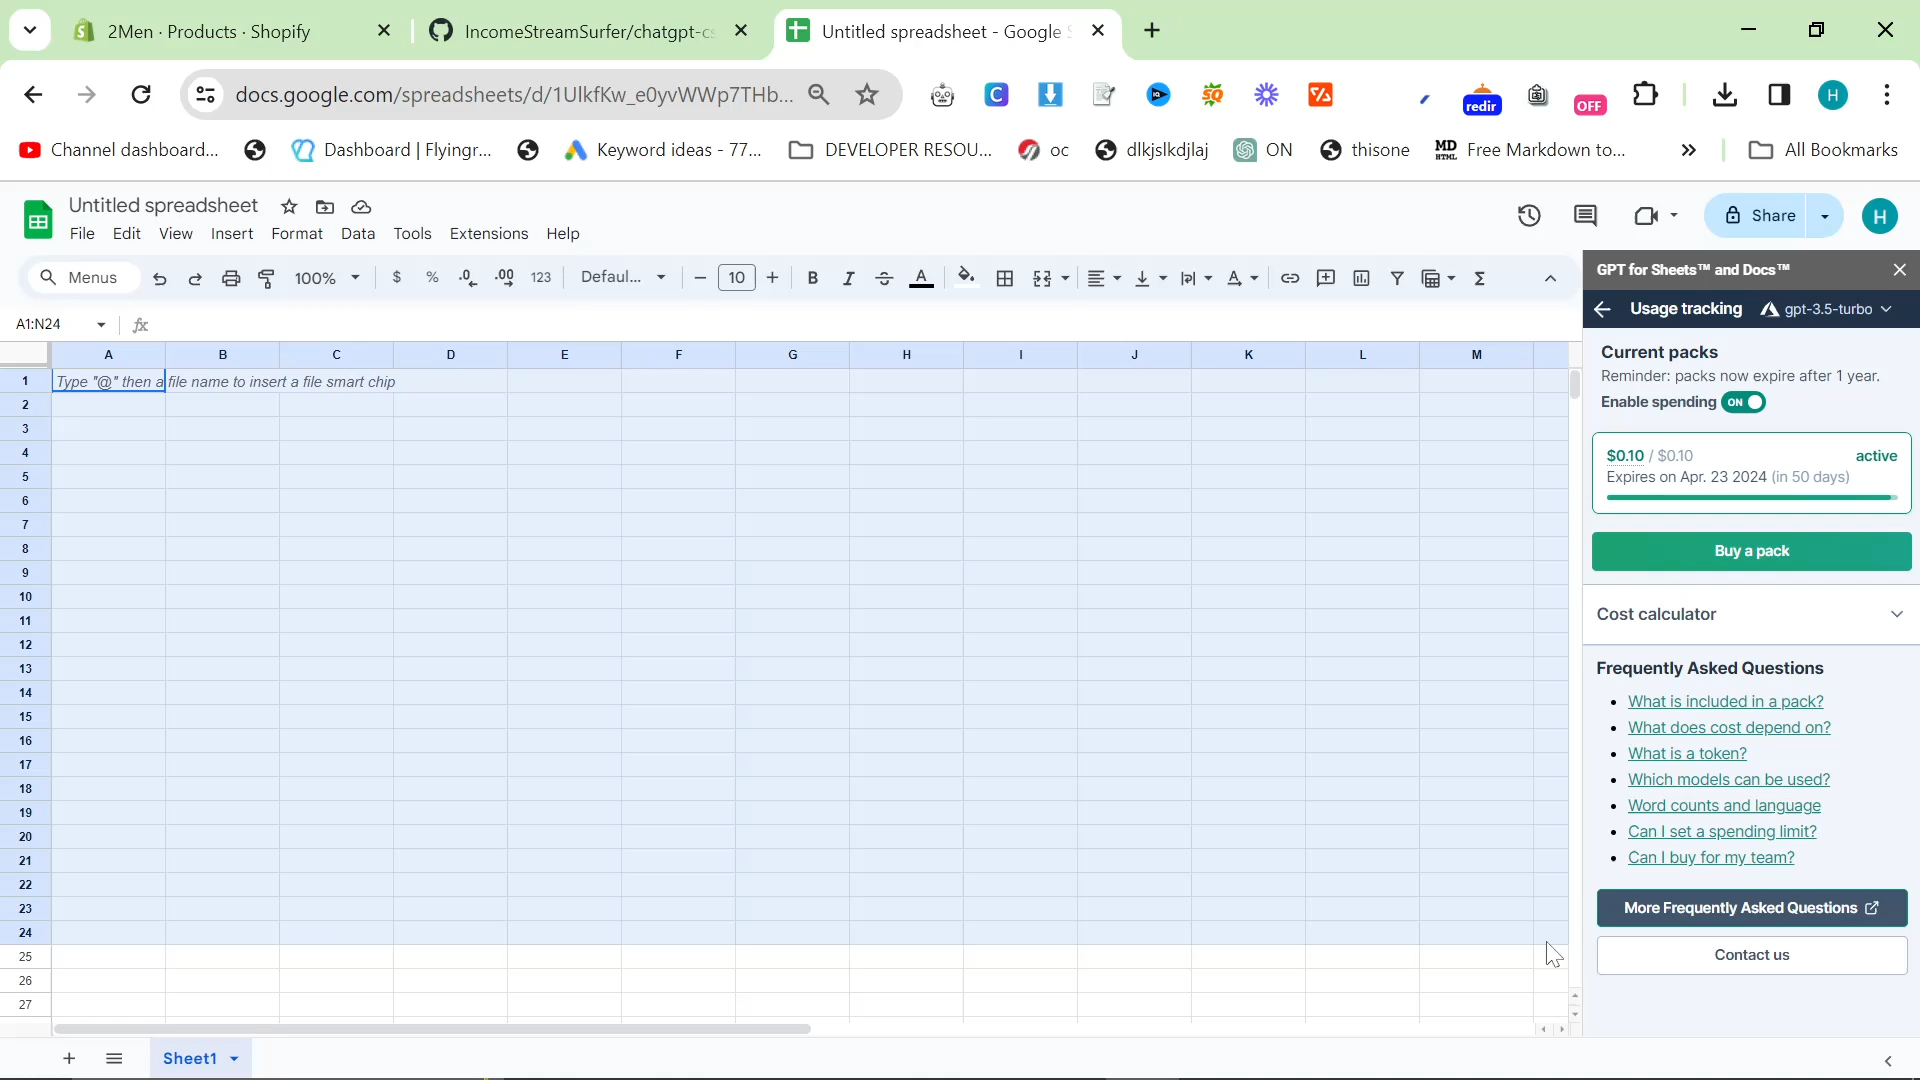 2Men · Products · Shopify
IncomeStreamSurfer/chatgpt-cs
Untitled spreadsheet - Google S
docs.google.com/spreadsheets/d/1UlkfKw_e0yvWWp7THb...
redir
OFF
H
Channel dashboard...
Dashboard | Flyingr...
Keyword ideas - 77...
DEVELOPER RESOU...
oc
dlkjslkdjlaj
ON
thisone
MD
HTML
Free Markdown to...
»
All Bookmarks
Untitled spreadsheet
File Edit View Insert Format Data Tools Extensions Help
Share
H
Menus
100%
$
%
.0
.00
123
Defaul...
10
B
I
A
Σ
A1:N24
fx
A B C D E F G H I J K L M
1 Type "@" then a file name to insert a file smart chip
2
3
4
5
6
7
8
9
10
11
12
13
14
15
16
17
18
19
20
21
22
23
24
25
26
27
Sheet1
GPT for Sheets™ and Docs™
Usage tracking
gpt-3.5-turbo
Current packs
Reminder: packs now expire after 1 year.
Enable spending ON
$0.10 / $0.10 active
Expires on Apr. 23 2024 (in 50 days)
Buy a pack
Cost calculator
Frequently Asked Questions
• What is included in a pack?
• What does cost depend on?
• What is a token?
• Which models can be used?
• Word counts and language
• Can I set a spending limit?
• Can I buy for my team?
More Frequently Asked Questions
Contact us